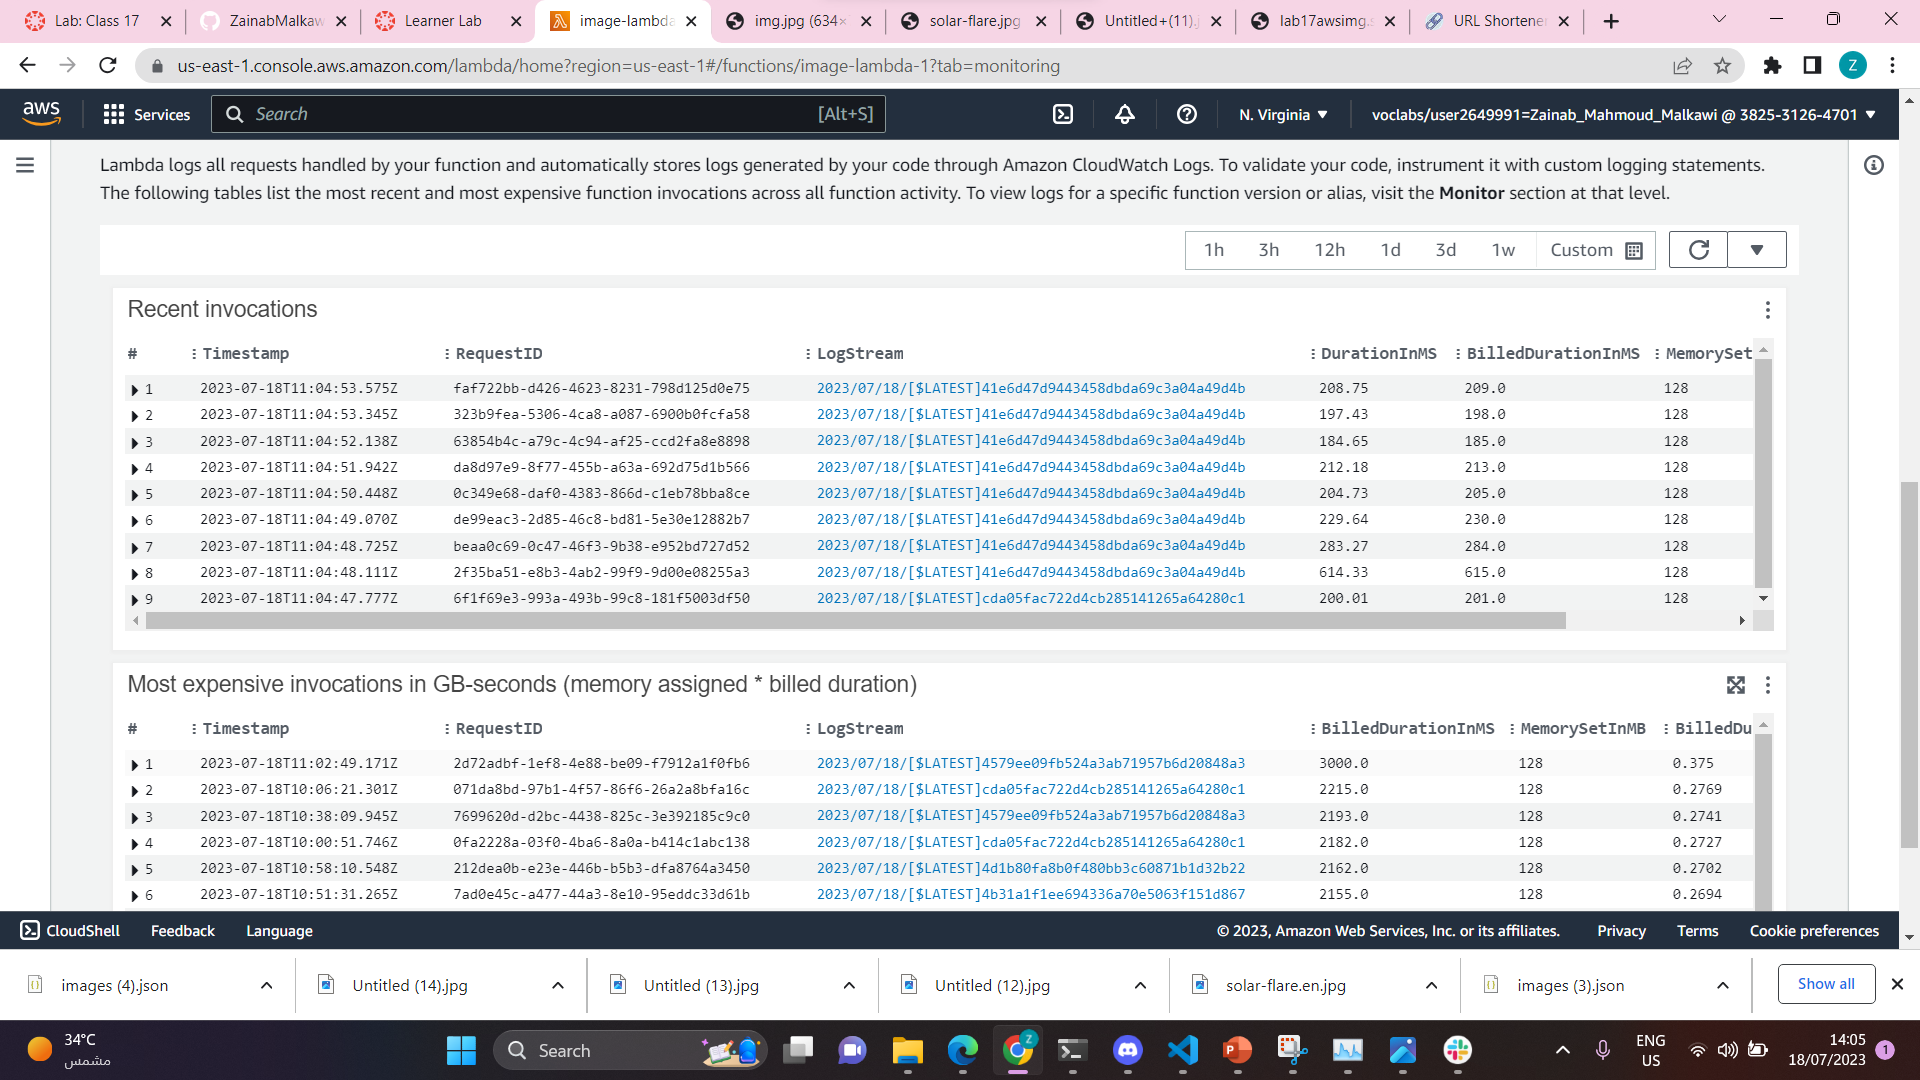 Lab: Class 17
ZainabMalkaw
Learner Lab
image-lambda
img.jpg (634×
solar-flare.jpg
Untitled+(11).j
lab17awsimg.s
URL Shortener
us-east-1.console.aws.amazon.com/lambda/home?region=us-east-1#/functions/image-lambda-1?tab=monitoring
Z
aws
Services
Search
[Alt+S]
N. Virginia
voclabs/user2649991=Zainab_Mahmoud_Malkawi @ 3825-3126-4701
Lambda logs all requests handled by your function and automatically stores logs generated by your code through Amazon CloudWatch Logs. To validate your code, instrument it with custom logging statements.
The following tables list the most recent and most expensive function invocations across all function activity. To view logs for a specific function version or alias, visit the Monitor section at that level.
1h 3h 12h 1d 3d 1w Custom
Recent invocations
# Timestamp RequestID LogStream DurationInMS BilledDurationInMS MemorySet
1 2023-07-18T11:04:53.575Z faf722bb-d426-4623-8231-798d125d0e75 2023/07/18/[$LATEST]41e6d47d9443458dbda69c3a04a49d4b 208.75 209.0 128
2 2023-07-18T11:04:53.345Z 323b9fea-5306-4ca8-a087-6900b0fcfa58 2023/07/18/[$LATEST]41e6d47d9443458dbda69c3a04a49d4b 197.43 198.0 128
3 2023-07-18T11:04:52.138Z 63854b4c-a79c-4c94-af25-ccd2fa8e8898 2023/07/18/[$LATEST]41e6d47d9443458dbda69c3a04a49d4b 184.65 185.0 128
4 2023-07-18T11:04:51.942Z da8d97e9-8f77-455b-a63a-692d75d1b566 2023/07/18/[$LATEST]41e6d47d9443458dbda69c3a04a49d4b 212.18 213.0 128
5 2023-07-18T11:04:50.448Z 0c349e68-daf0-4383-866d-c1eb78bba8ce 2023/07/18/[$LATEST]41e6d47d9443458dbda69c3a04a49d4b 204.73 205.0 128
6 2023-07-18T11:04:49.070Z de99eac3-2d85-46c8-bd81-5e30e12882b7 2023/07/18/[$LATEST]41e6d47d9443458dbda69c3a04a49d4b 229.64 230.0 128
7 2023-07-18T11:04:48.725Z beaa0c69-0c47-46f3-9b38-e952bd727d52 2023/07/18/[$LATEST]41e6d47d9443458dbda69c3a04a49d4b 283.27 284.0 128
8 2023-07-18T11:04:48.111Z 2f35ba51-e8b3-4ab2-99f9-9d00e08255a3 2023/07/18/[$LATEST]41e6d47d9443458dbda69c3a04a49d4b 614.33 615.0 128
9 2023-07-18T11:04:47.777Z 6f1f69e3-993a-493b-99c8-181f5003df50 2023/07/18/[$LATEST]cda05fac722d4cb285141265a64280c1 200.01 201.0 128
Most expensive invocations in GB-seconds (memory assigned * billed duration)
# Timestamp RequestID LogStream BilledDurationInMS MemorySetInMB BilledDu
1 2023-07-18T11:02:49.171Z 2d72adbf-1ef8-4e88-be09-f7912a1f0fb6 2023/07/18/[$LATEST]4579ee09fb524a3ab71957b6d20848a3 3000.0 128 0.375
2 2023-07-18T10:06:21.301Z 071da8bd-97b1-4f57-86f6-26a2a8bfa16c 2023/07/18/[$LATEST]cda05fac722d4cb285141265a64280c1 2215.0 128 0.2769
3 2023-07-18T10:38:09.945Z 7699620d-d2bc-4438-825c-3e392185c9c0 2023/07/18/[$LATEST]4579ee09fb524a3ab71957b6d20848a3 2193.0 128 0.2741
4 2023-07-18T10:00:51.746Z 0fa2228a-03f0-4ba6-8a0a-b414c1abc138 2023/07/18/[$LATEST]cda05fac722d4cb285141265a64280c1 2182.0 128 0.2727
5 2023-07-18T10:58:10.548Z 212dea0b-e23e-446b-b5b3-dfa8764a3450 2023/07/18/[$LATEST]4d1b80fa8b0f480bb3c60871b1d32b22 2162.0 128 0.2702
6 2023-07-18T10:51:31.265Z 7ad0e45c-a477-44a3-8e10-95eddc33d61b 2023/07/18/[$LATEST]4b31a1f1ee694336a70e5063f151d867 2155.0 128 0.2694
CloudShell Feedback Language © 2023, Amazon Web Services, Inc. or its affiliates. Privacy Terms Cookie preferences
images (4).json
Untitled (14).jpg
Untitled (13).jpg
Untitled (12).jpg
solar-flare.en.jpg
images (3).json
Show all
34°C
مشمس
Search
ENG
US
14:05
18/07/2023
1